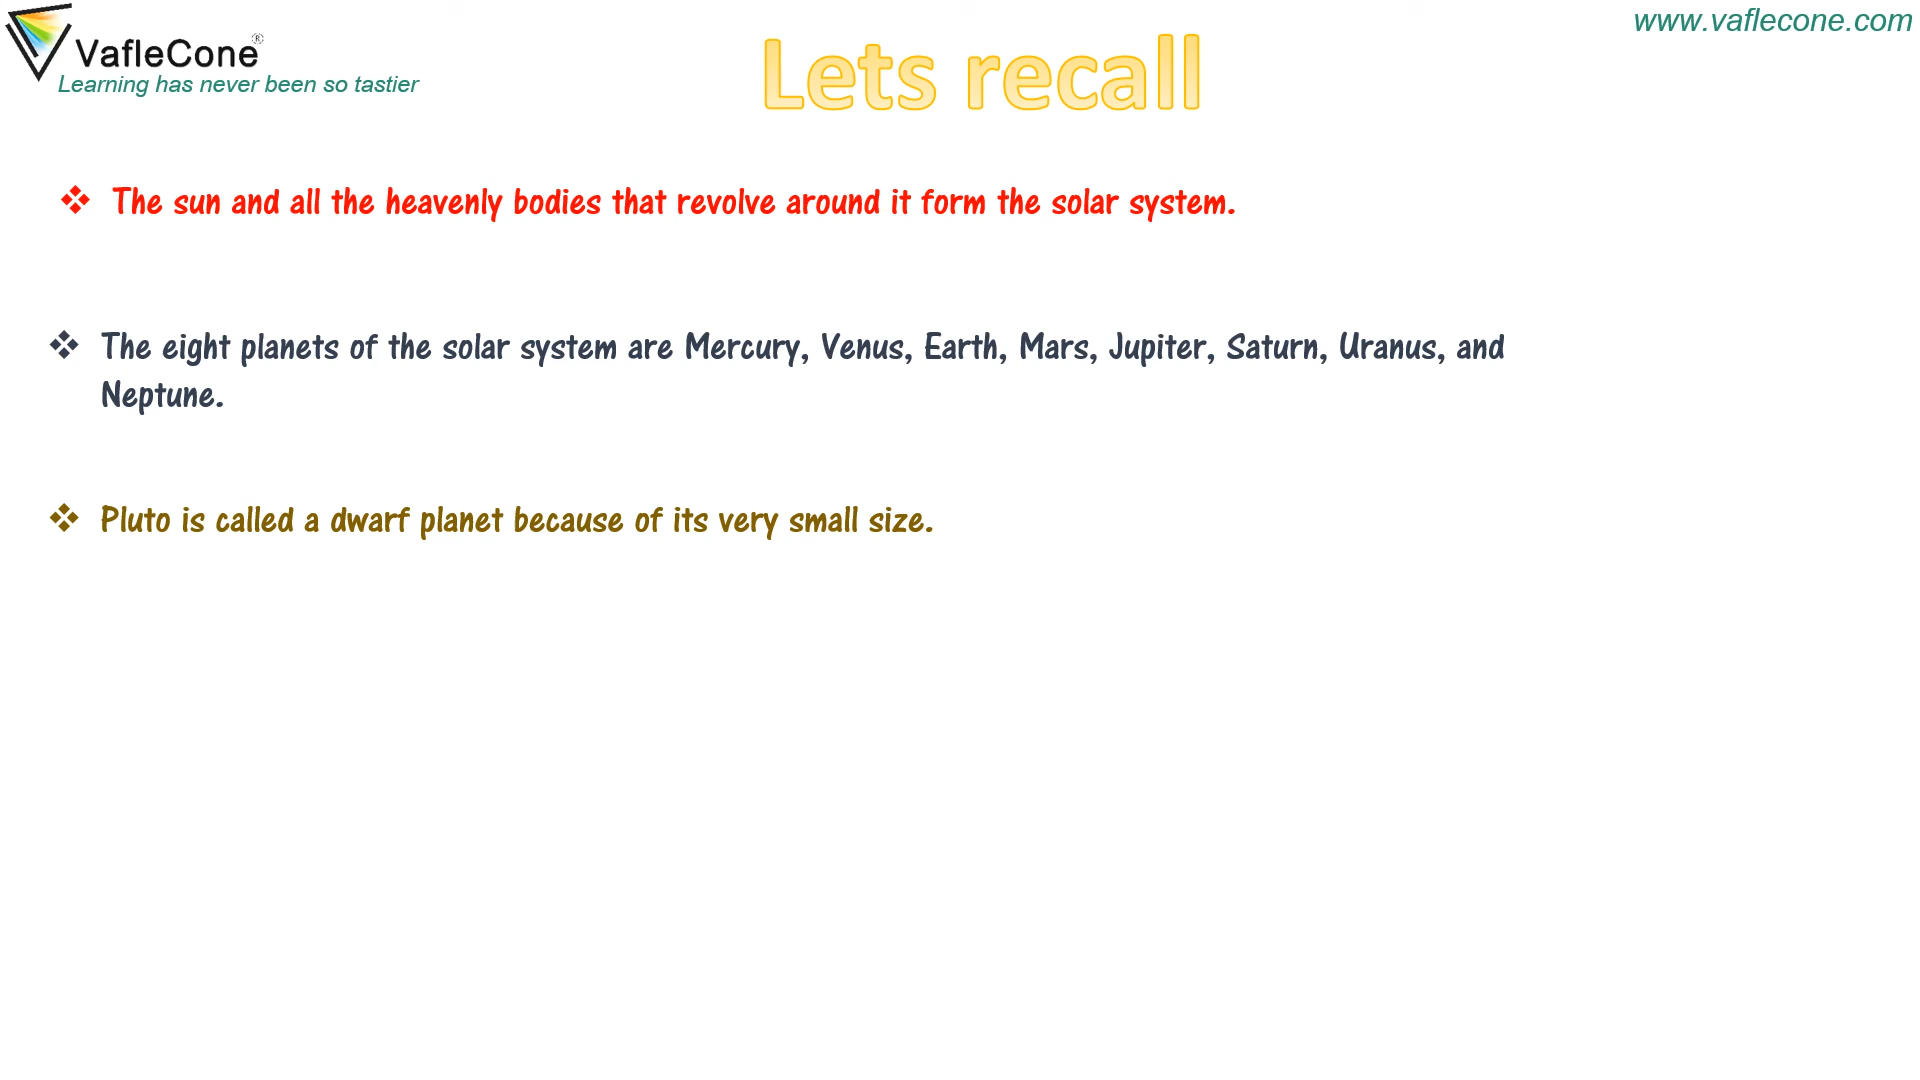 VafleCone®
Learning has never been so tastier
www.vaflecone.com
Lets recall
❖ The sun and all the heavenly bodies that revolve around it form the solar system.
❖ The eight planets of the solar system are Mercury, Venus, Earth, Mars, Jupiter, Saturn, Uranus, and
Neptune.
❖ Pluto is called a dwarf planet because of its very small size.